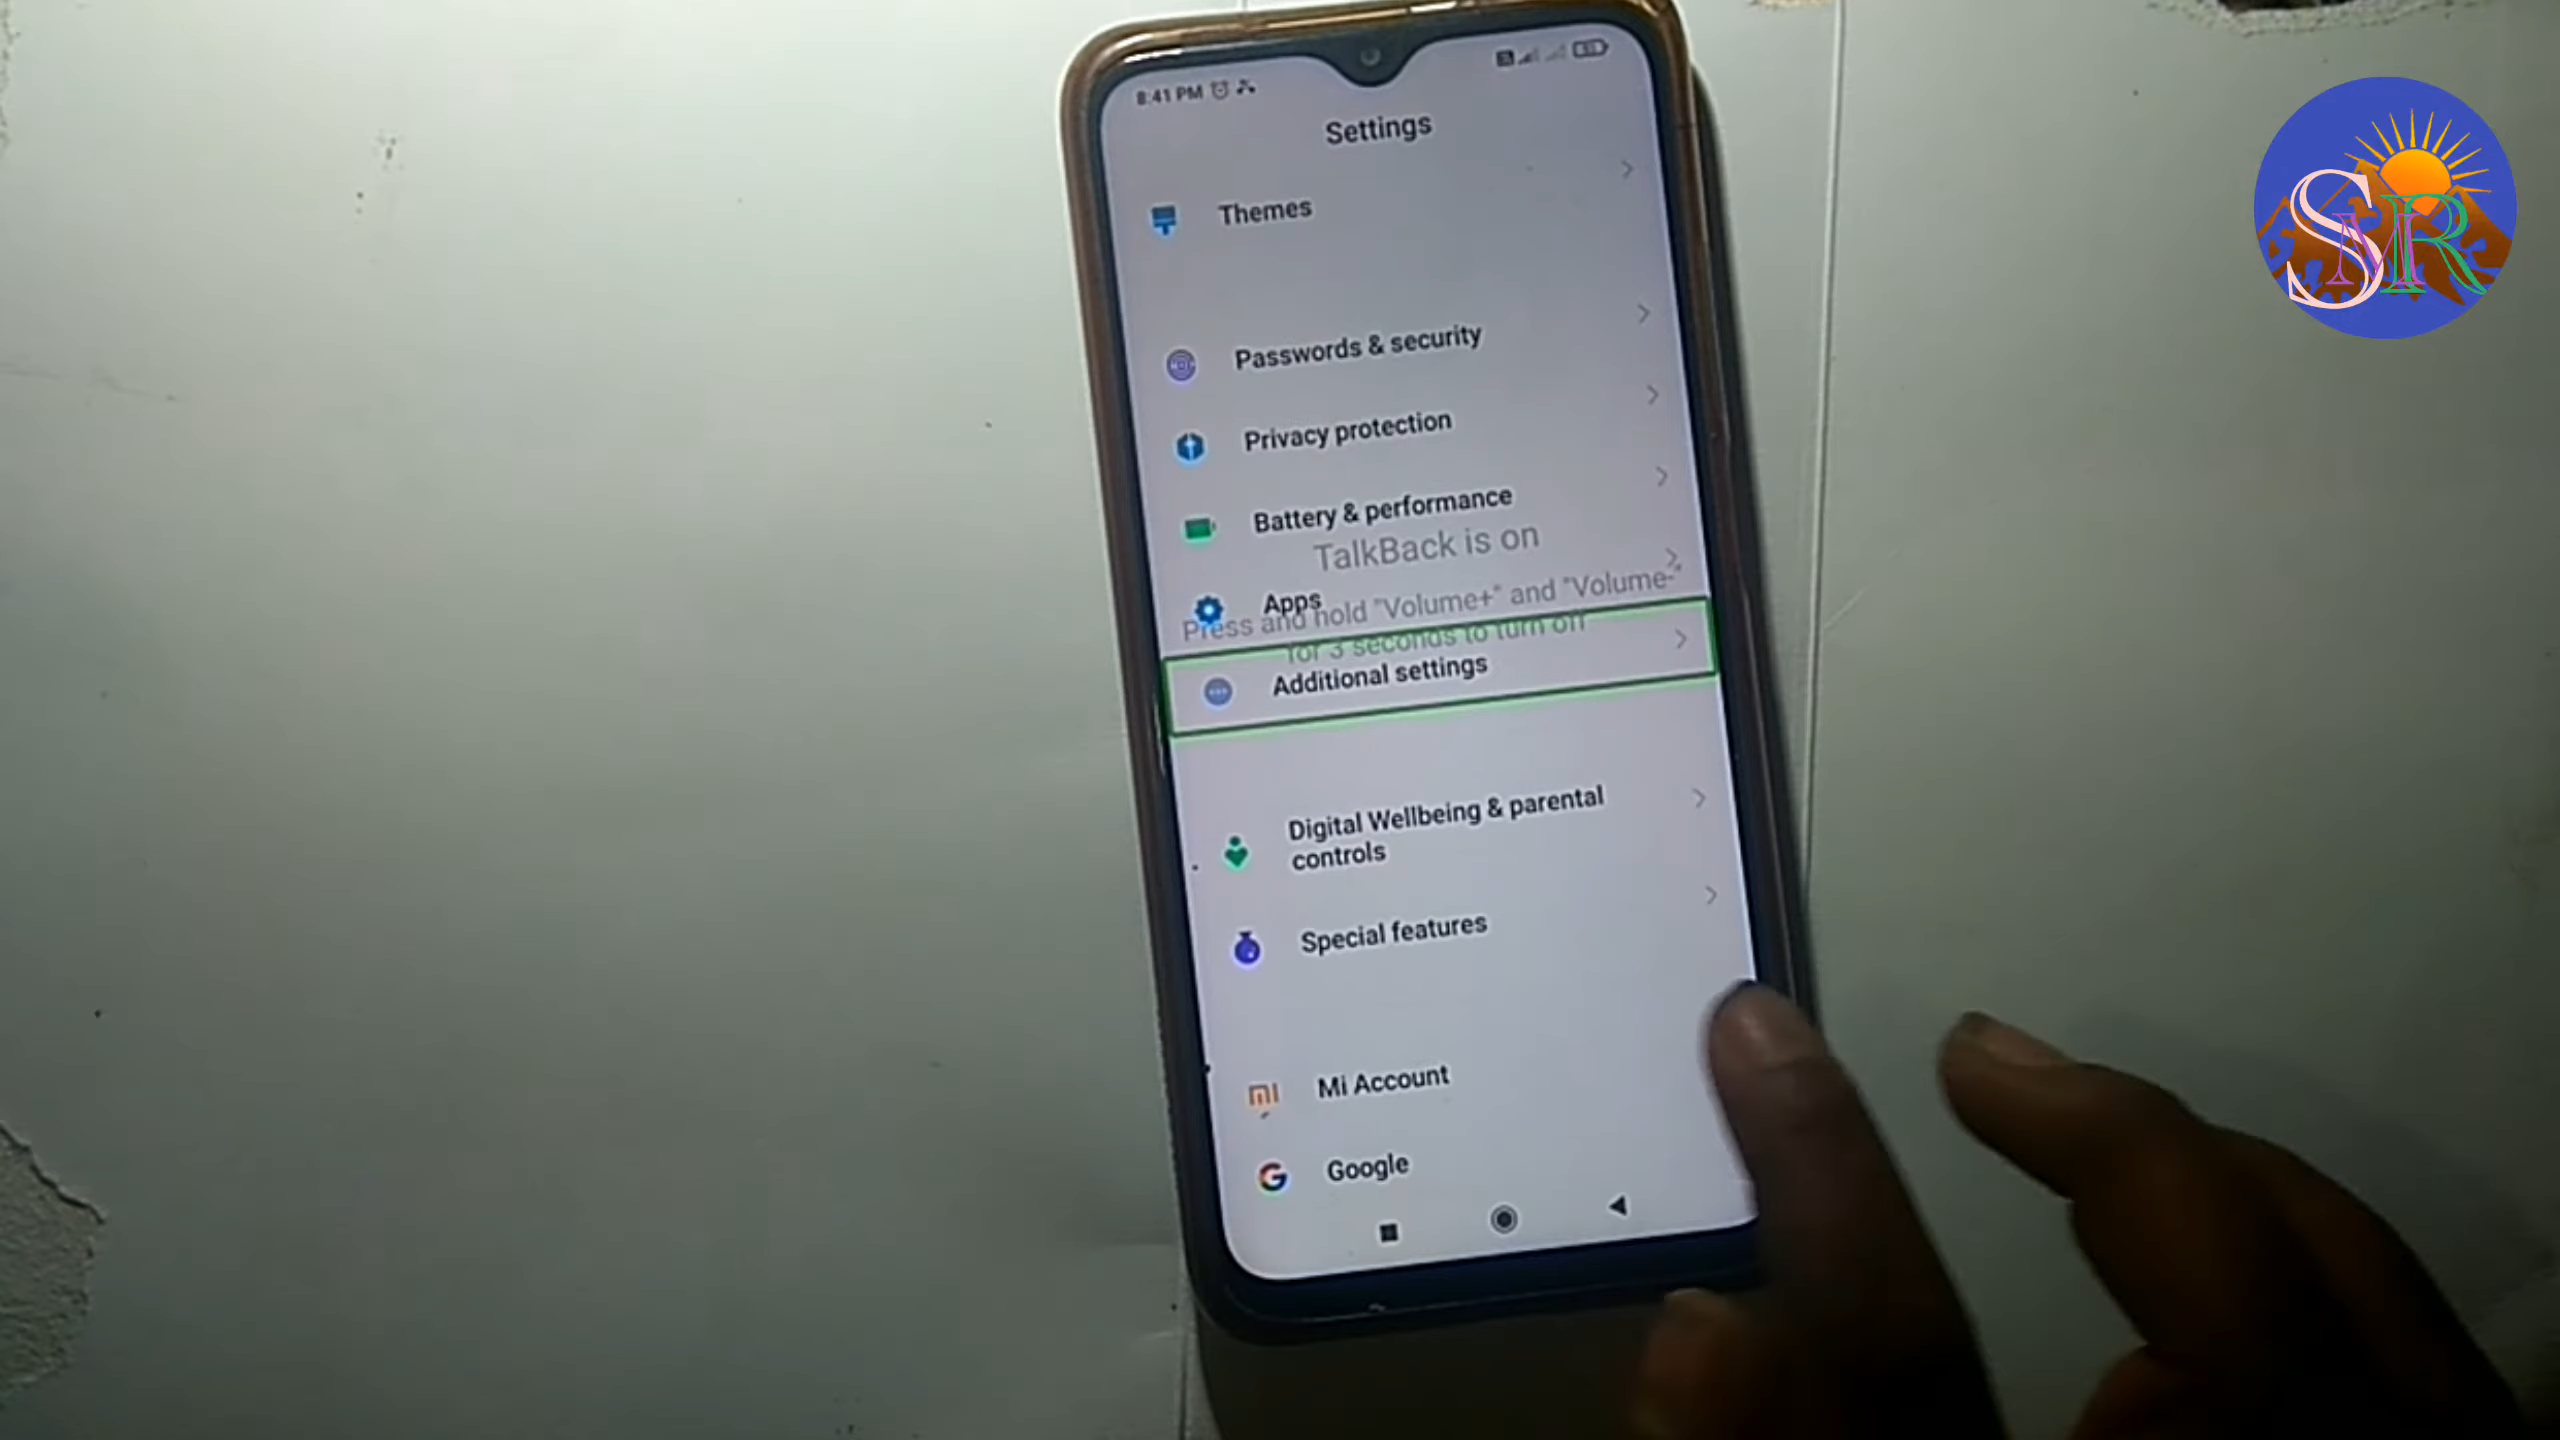 8:41 PM
Settings
Themes
Passwords & security
Privacy protection
Battery & performance
TalkBack is on
Apps
Press and hold "Volume+" and "Volume-"
for 3 seconds to turn off
Additional settings
Digital Wellbeing & parental
controls
Special features
Mi Account
Google
SMR